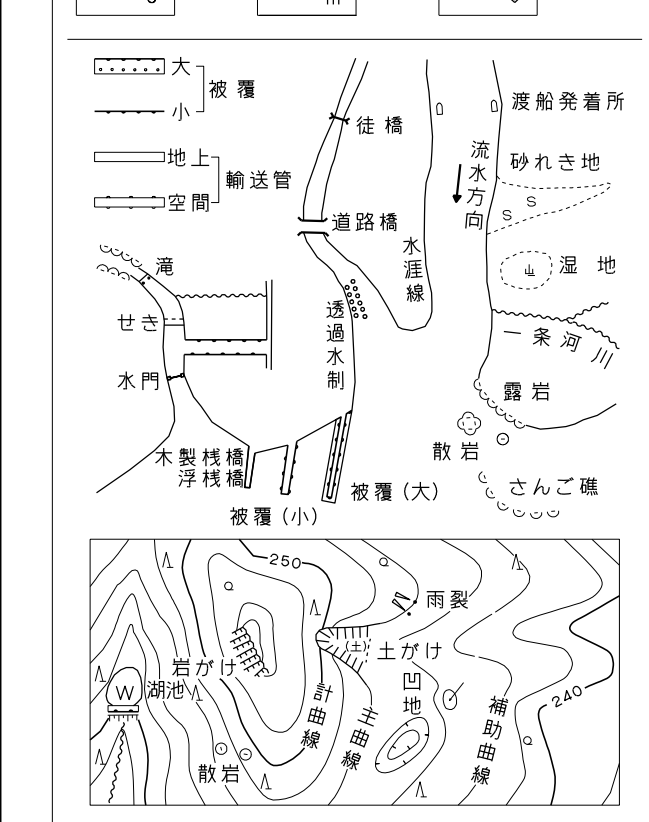 大
被覆
小
地上
輸送管
空間
徒橋
道路橋
渡船発着所
流水方向
砂れき地
S
S
水涯線
湿地
滝
せき
透過水制
一条河川
水門
露岩
散岩
木製桟橋
浮桟橋
被覆(大)
さんご礁
被覆(小)
250
雨裂
(土)
土がけ
岩がけ
湖池
W
凹地
計曲線
主曲線
補助曲線
240
散岩